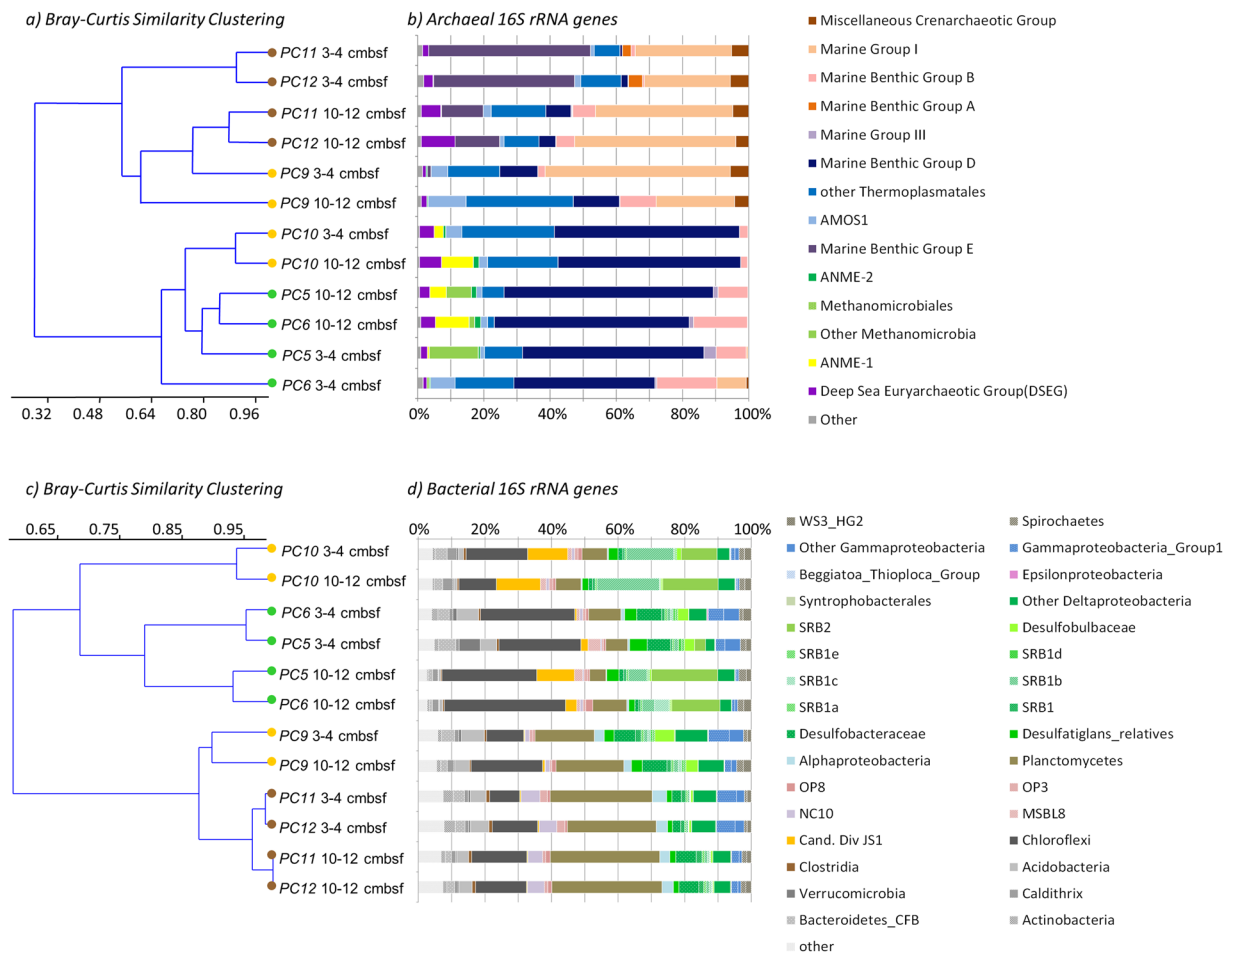 a) Bray-Curtis Similarity Clustering
b) Archaeal 16S rRNA genes
PC11 3-4 cmbsf
PC12 3-4 cmbsf
PC11 10-12 cmbsf
PC12 10-12 cmbsf
PC9 3-4 cmbsf
PC9 10-12 cmbsf
PC10 3-4 cmbsf
PC10 10-12 cmbsf
PC5 10-12 cmbsf
PC6 10-12 cmbsf
PC5 3-4 cmbsf
PC6 3-4 cmbsf
0.32 0.48 0.64 0.80 0.96
0% 20% 40% 60% 80% 100%
Miscellaneous Crenarchaeotic Group
Marine Group I
Marine Benthic Group B
Marine Benthic Group A
Marine Group III
Marine Benthic Group D
other Thermoplasmatales
AMOS1
Marine Benthic Group E
ANME-2
Methanomicrobiales
Other Methanomicrobia
ANME-1
Deep Sea Euryarchaeotic Group(DSEG)
Other
c) Bray-Curtis Similarity Clustering
d) Bacterial 16S rRNA genes
0.65 0.75 0.85 0.95
0% 20% 40% 60% 80% 100%
PC10 3-4 cmbsf
PC10 10-12 cmbsf
PC6 3-4 cmbsf
PC5 3-4 cmbsf
PC5 10-12 cmbsf
PC6 10-12 cmbsf
PC9 3-4 cmbsf
PC9 10-12 cmbsf
PC11 3-4 cmbsf
PC12 3-4 cmbsf
PC11 10-12 cmbsf
PC12 10-12 cmbsf
WS3_HG2 Spirochaetes
Other Gammaproteobacteria Gammaproteobacteria_Group1
Beggiatoa_Thioploca_Group Epsilonproteobacteria
Syntrophobacterales Other Deltaproteobacteria
SRB2 Desulfobulbaceae
SRB1e SRB1d
SRB1c SRB1b
SRB1a SRB1
Desulfobacteraceae Desulfatiglans_relatives
Alphaproteobacteria Planctomycetes
OP8 OP3
NC10 MSBL8
Cand. Div JS1 Chloroflexi
Clostridia Acidobacteria
Verrucomicrobia Caldithrix
Bacteroidetes_CFB Actinobacteria
other